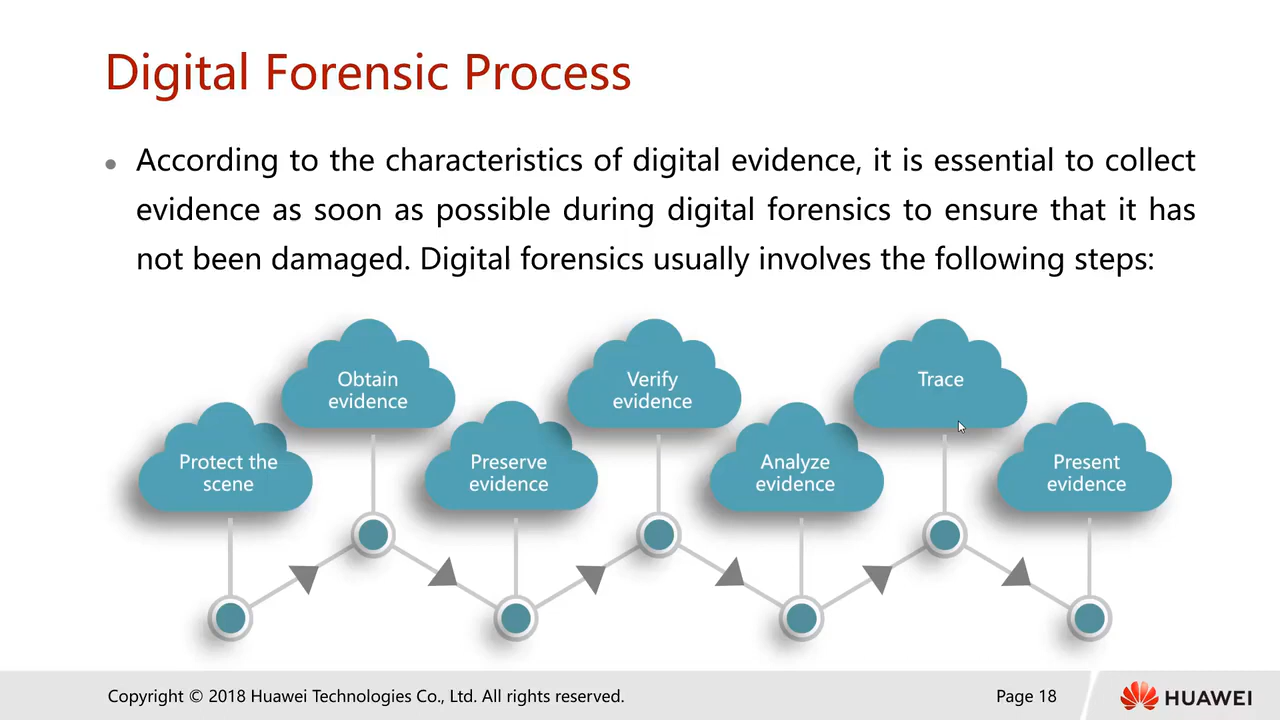 Digital Forensic Process
• According to the characteristics of digital evidence, it is essential to collect
evidence as soon as possible during digital forensics to ensure that it has
not been damaged. Digital forensics usually involves the following steps:
Protect the
scene
Obtain
evidence
Preserve
evidence
Verify
evidence
Analyze
evidence
Trace
Present
evidence
Copyright © 2018 Huawei Technologies Co., Ltd. All rights reserved.
Page 18
HUAWEI